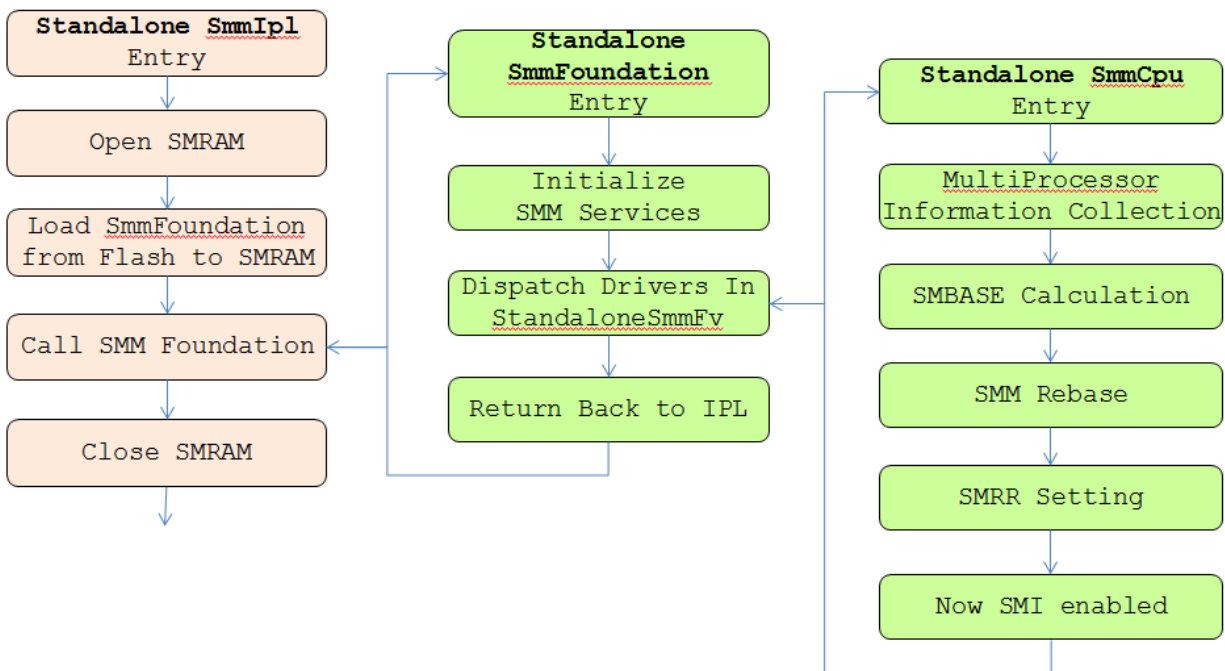 Standalone SmmIpl
Entry
Open SMRAM
Load SmmFoundation
from Flash to SMRAM
Call SMM Foundation
Close SMRAM
Standalone
SmmFoundation
Entry
Initialize
SMM Services
Dispatch Drivers In
StandaloneSmmFv
Return Back to IPL
Standalone SmmCpu
Entry
MultiProcessor
Information Collection
SMBASE Calculation
SMM Rebase
SMRR Setting
Now SMI enabled